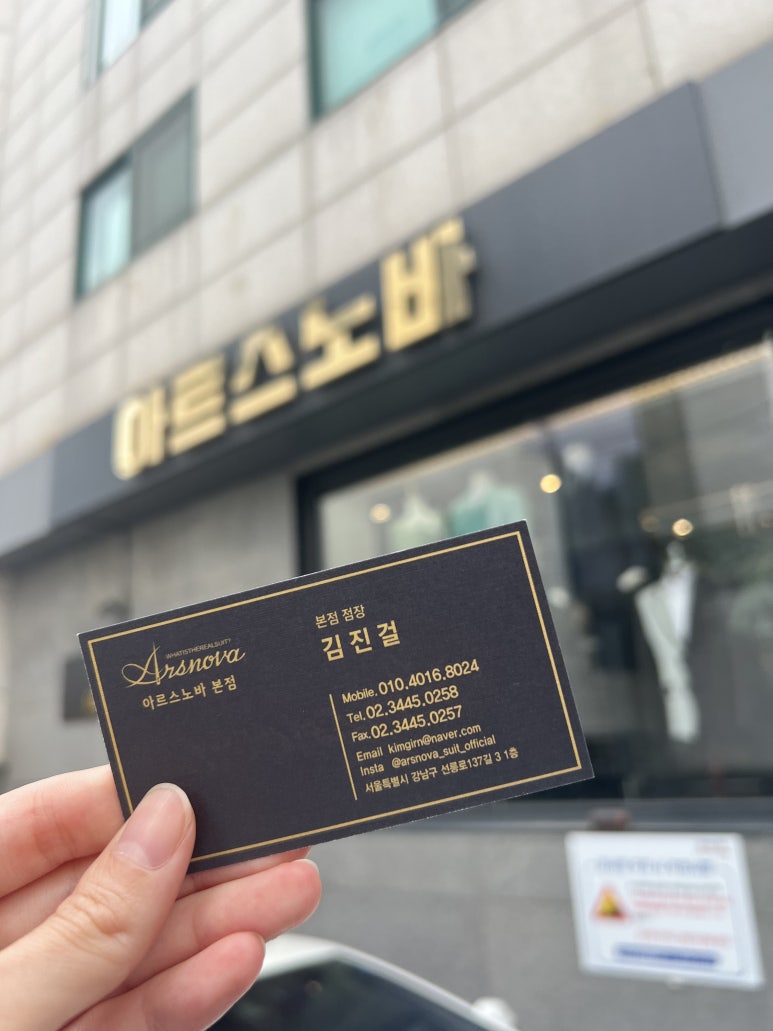 아르스노바
WHATISTHEREALSUIT?
Arsnova
아르스노바 본점
본점 점장
김진걸
Mobile. 010.4016.8024
Tel. 02.3445.0258
Fax. 02.3445.0257
Email kimgirn@naver.com
Insta @arsnova_suit_official
서울특별시 강남구 선릉로137길 3 1층